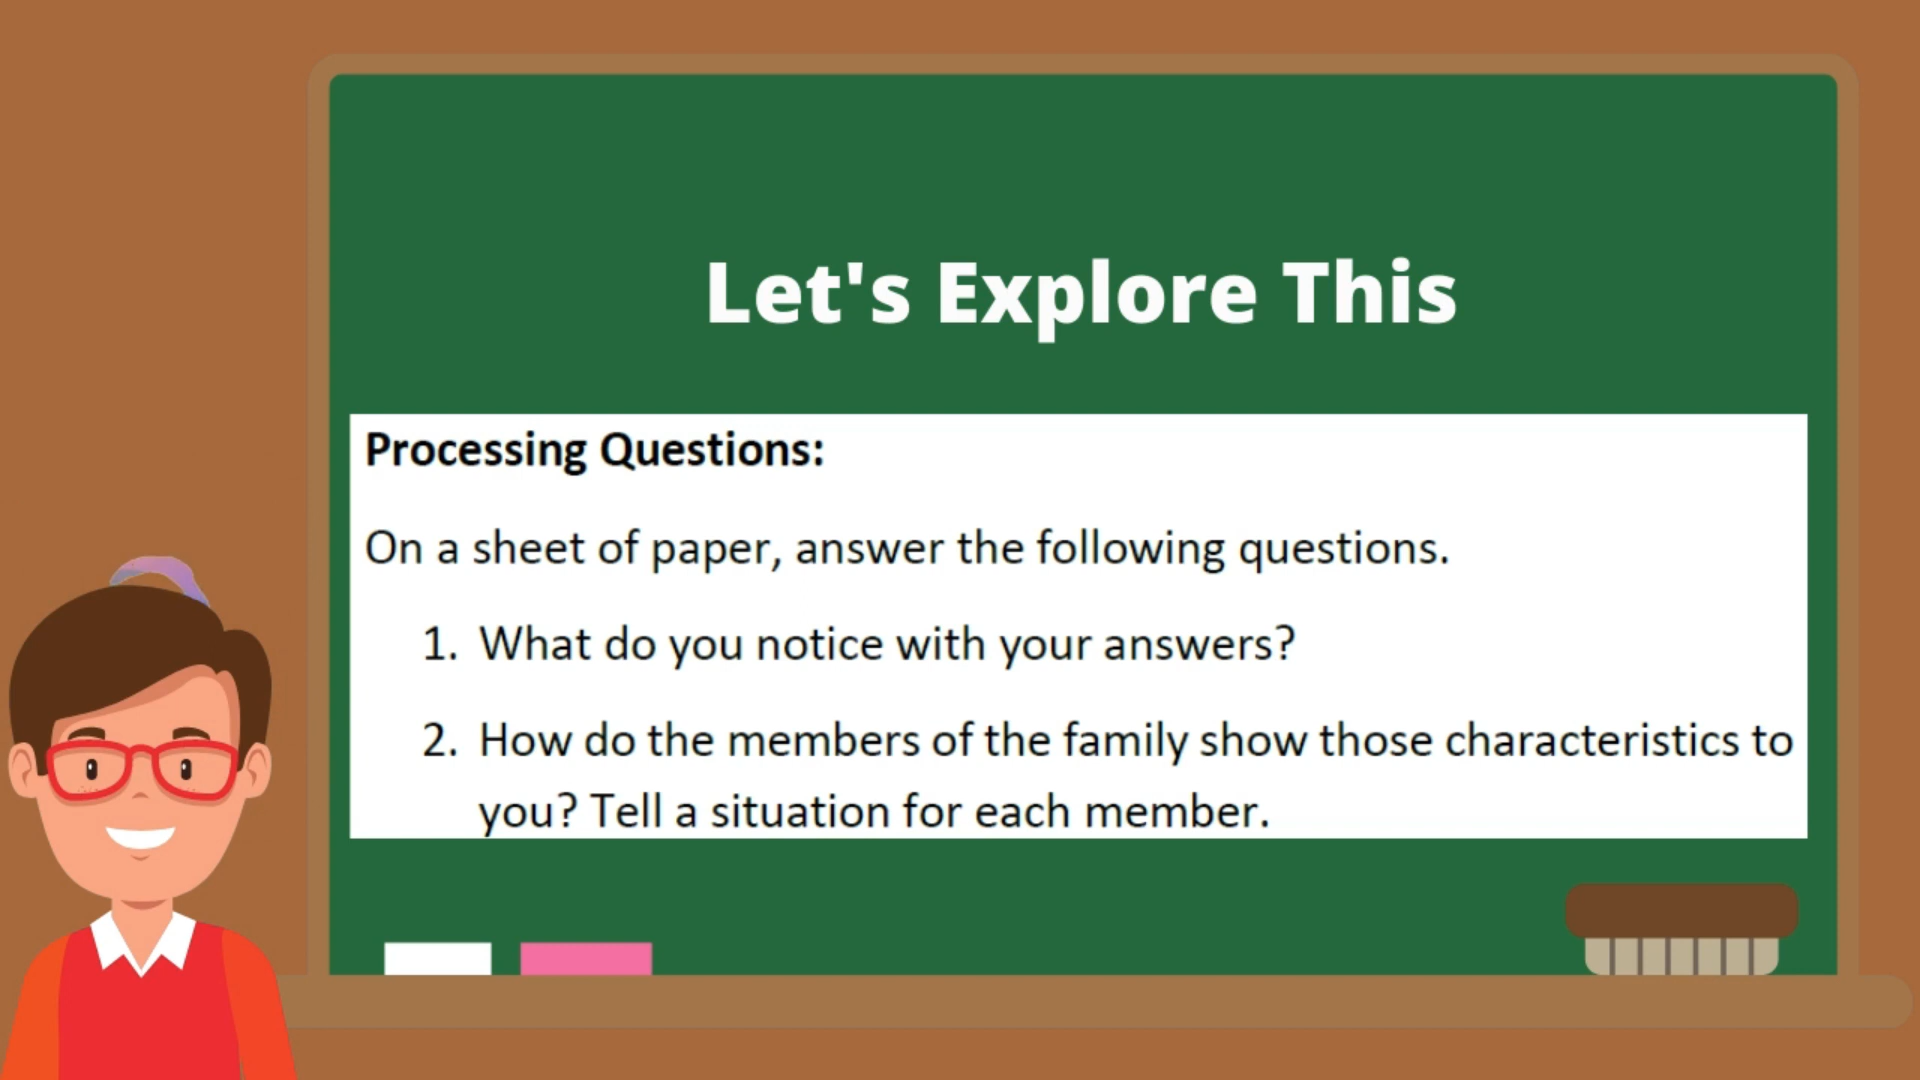 Let's Explore This
Processing Questions:
On a sheet of paper, answer the following questions.
1. What do you notice with your answers?
2. How do the members of the family show those characteristics to
you? Tell a situation for each member.